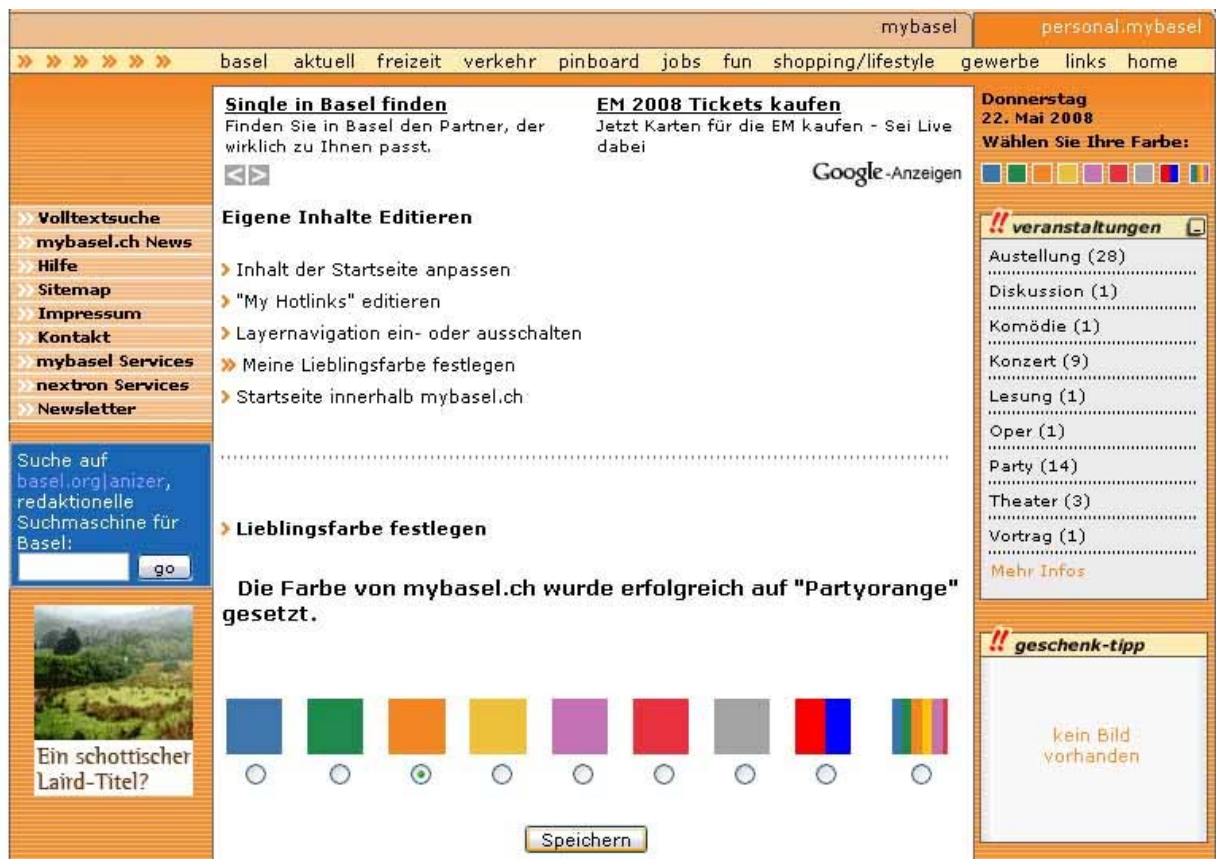 mybasel
personal.mybasel
basel aktuell freizeit verkehr pinboard jobs fun shopping/lifestyle gewerbe links home
Volltextsuche
mybasel.ch News
Hilfe
Sitemap
Impressum
Kontakt
mybasel Services
nextron Services
Newsletter
Suche auf
basel.org|anizer,
redaktionelle
Suchmaschine für
Basel:
go
Ein schottischer
Laird-Titel?
Single in Basel finden
Finden Sie in Basel den Partner, der
wirklich zu Ihnen passt.
EM 2008 Tickets kaufen
Jetzt Karten für die EM kaufen - Sei Live
dabei
Google-Anzeigen
Eigene Inhalte Editieren
Inhalt der Startseite anpassen
"My Hotlinks" editieren
Layernavigation ein- oder ausschalten
Meine Lieblingsfarbe festlegen
Startseite innerhalb mybasel.ch
Lieblingsfarbe festlegen
Die Farbe von mybasel.ch wurde erfolgreich auf "Partyorange"
gesetzt.
Speichern
Donnerstag
22. Mai 2008
Wählen Sie Ihre Farbe:
!! veranstaltungen
Austellung (28)
Diskussion (1)
Komödie (1)
Konzert (9)
Lesung (1)
Oper (1)
Party (14)
Theater (3)
Vortrag (1)
Mehr Infos
!! geschenk-tipp
kein Bild
vorhanden